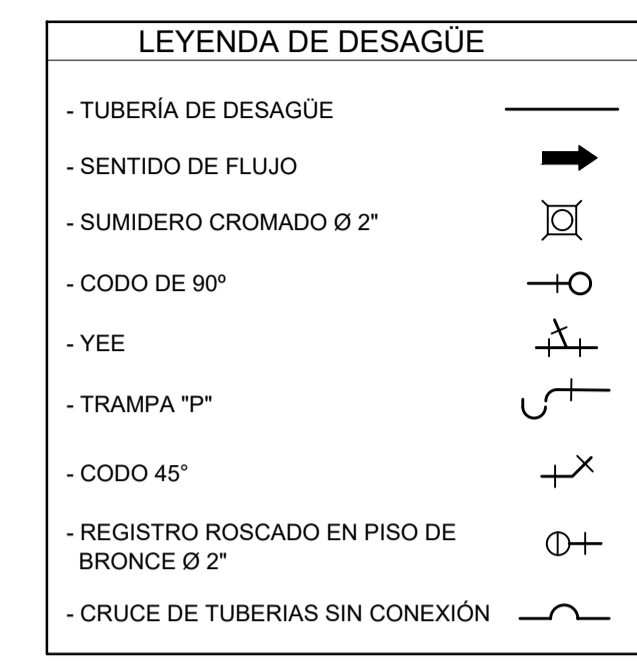 LEYENDA DE DESAGÜE
- TUBERÍA DE DESAGÜE
- SENTIDO DE FLUJO
- SUMIDERO CROMADO Ø 2"
- CODO DE 90º
- YEE
- TRAMPA "P"
- CODO 45°
- REGISTRO ROSCADO EN PISO DE
BRONCE Ø 2"
- CRUCE DE TUBERIAS SIN CONEXIÓN